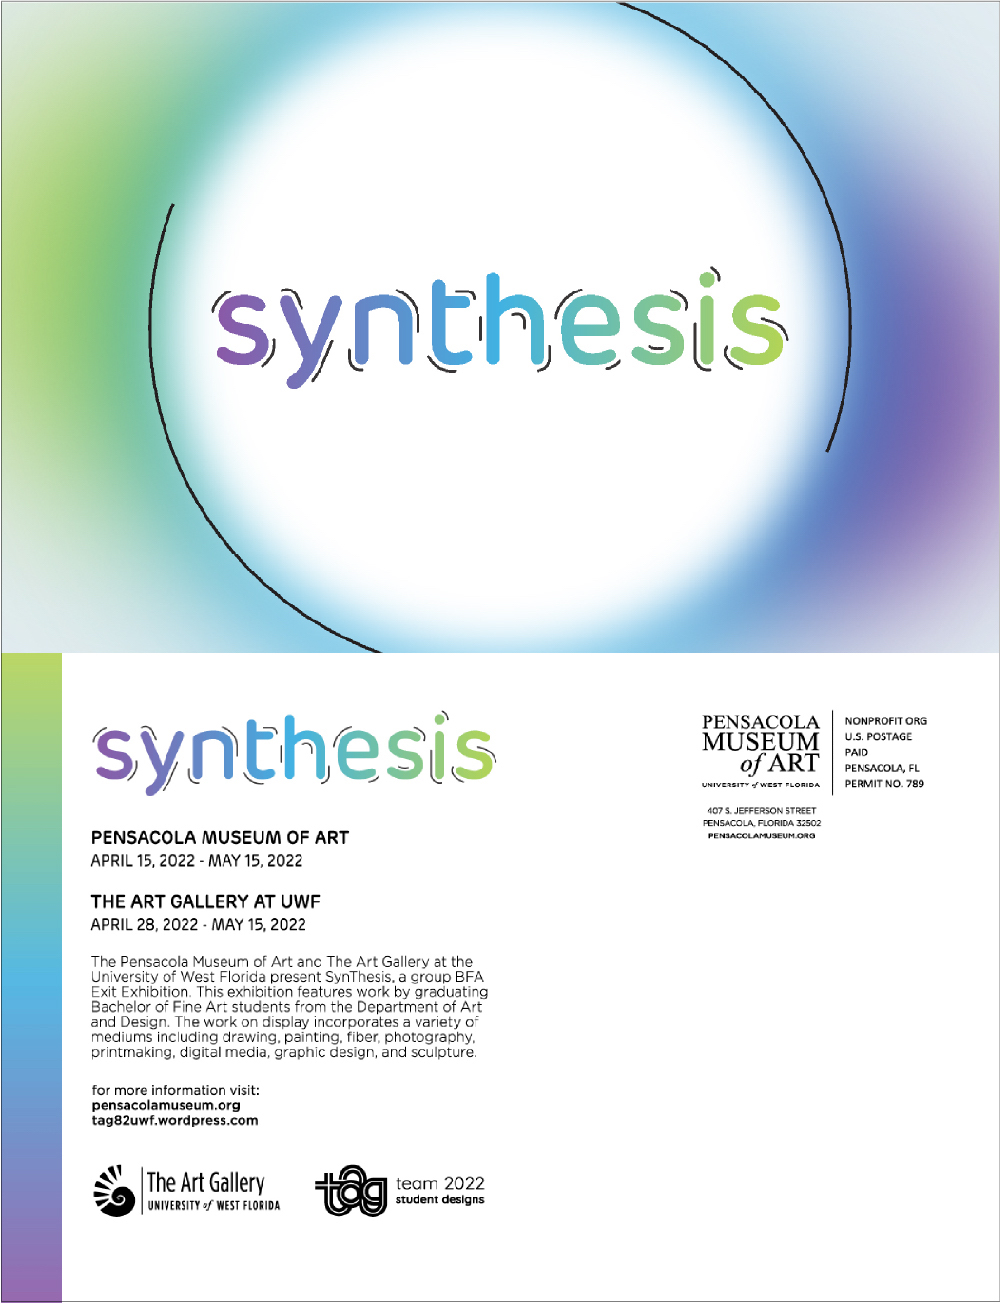 synthesis
synthesis
PENSACOLA MUSEUM OF ART
APRIL 15, 2022 - MAY 15, 2022
THE ART GALLERY AT UWF
APRIL 28, 2022 - MAY 15, 2022
The Pensacola Museum of Art and The Art Gallery at the
University of West Florida present SynThesis, a group BFA
Exit Exhibition. This exhibition features work by graduating
Bachelor of Fine Art students from the Department of Art
and Design. The work on display incorporates a variety of
mediums including drawing, painting, fiber, photography,
printmaking, digital media, graphic design, and sculpture.
for more information visit:
pensacolamuseum.org
tag82uwf.wordpress.com
The Art Gallery
UNIVERSITY of WEST FLORIDA
tag
team 2022
student designs
PENSACOLA
MUSEUM
of ART
UNIVERSITY of WEST FLORIDA
407 S. JEFFERSON STREET
PENSACOLA, FLORIDA 32502
PENSACOLAMUSEUM.ORG
NONPROFIT ORG
U.S. POSTAGE
PAID
PENSACOLA, FL
PERMIT NO. 789